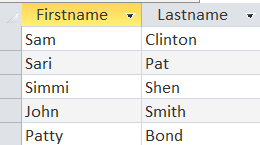 Firstname Lastname
Sam Clinton
Sari Pat
Simmi Shen
John Smith
Patty Bond